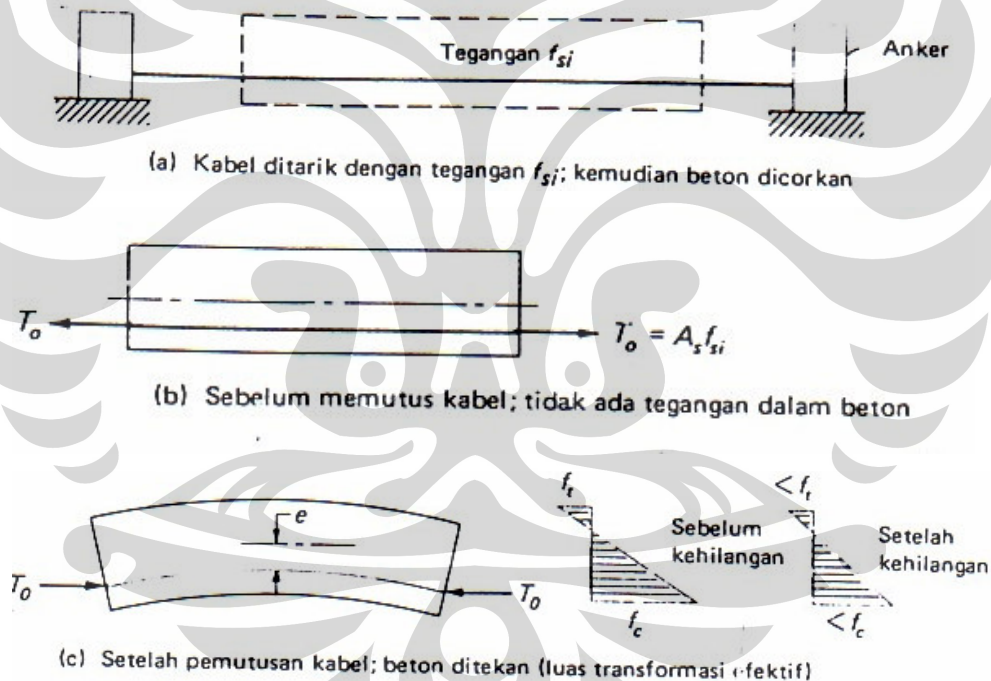 Tegangan f_si
Anker
(a) Kabel ditarik dengan tegangan f_si; kemudian beton dicorkan
T_o
T_o = A_s f_si
(b) Sebelum memutus kabel; tidak ada tegangan dalam beton
e
T_o
T_o
f_t
Sebelum
kehilangan
f_c
< f_t
Setelah
kehilangan
< f_c
(c) Setelah pemutusan kabel; beton ditekan (luas transformasi efektif)